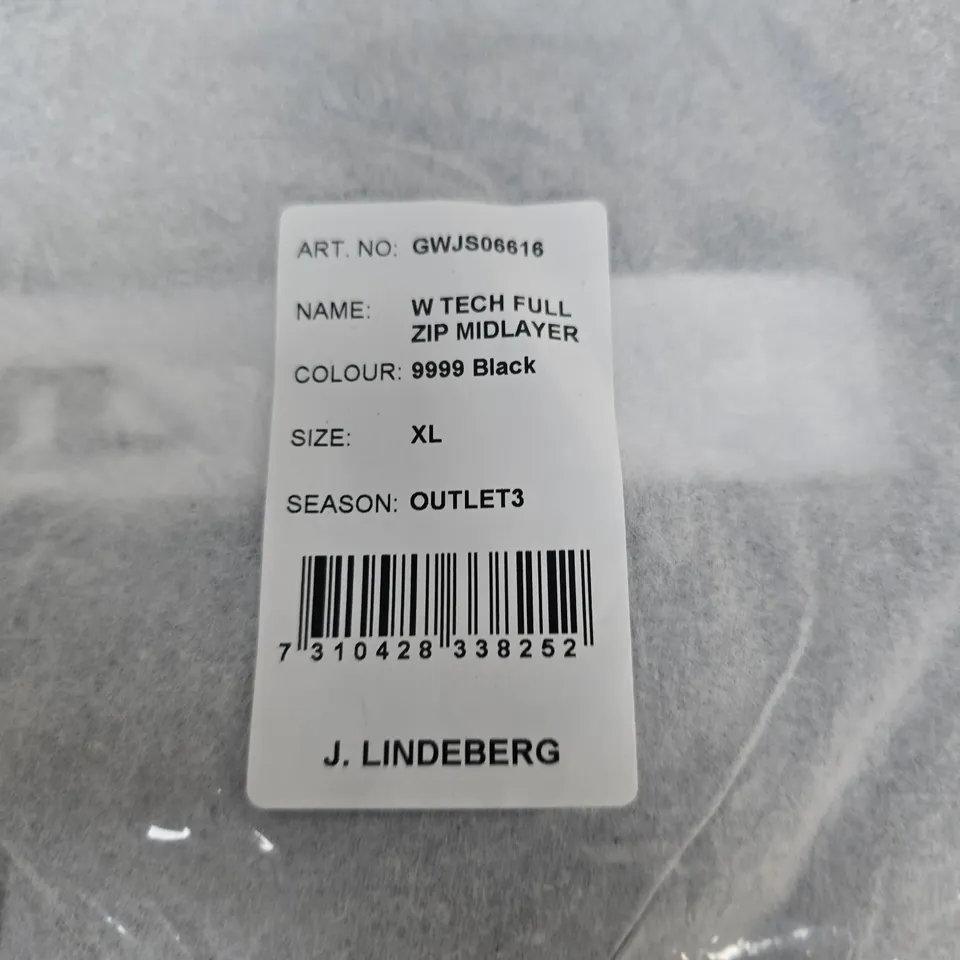 ART. NO: GWJS06616
NAME: W TECH FULL
ZIP MIDLAYER
COLOUR: 9999 Black
SIZE: XL
SEASON: OUTLET3
7 310428 338252
J. LINDEBERG